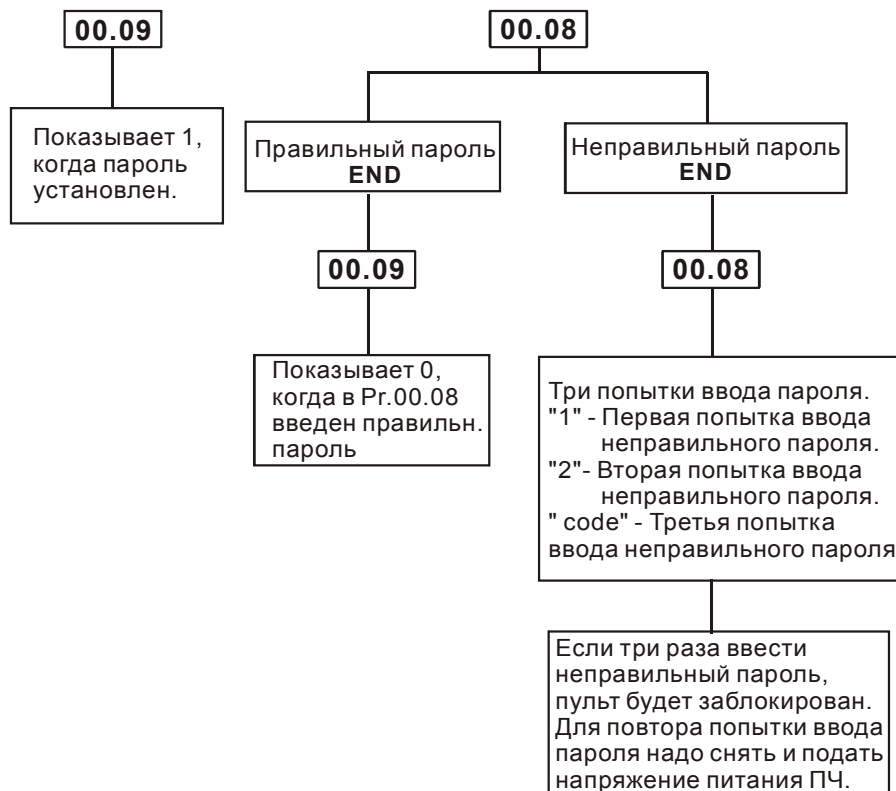 00.09
Показывает 1,
когда пароль
установлен.
00.08
Правильный пароль
END
00.09
Показывает 0,
когда в Pr.00.08
введен правильн.
пароль
Неправильный пароль
END
00.08
Три попытки ввода пароля.
"1" - Первая попытка ввода
неправильного пароля.
"2"- Вторая попытка ввода
неправильного пароля.
" code" - Третья попытка
ввода неправильного пароля
Если три раза ввести
неправильный пароль,
пульт будет заблокирован.
Для повтора попытки ввода
пароля надо снять и подать
напряжение питания ПЧ.